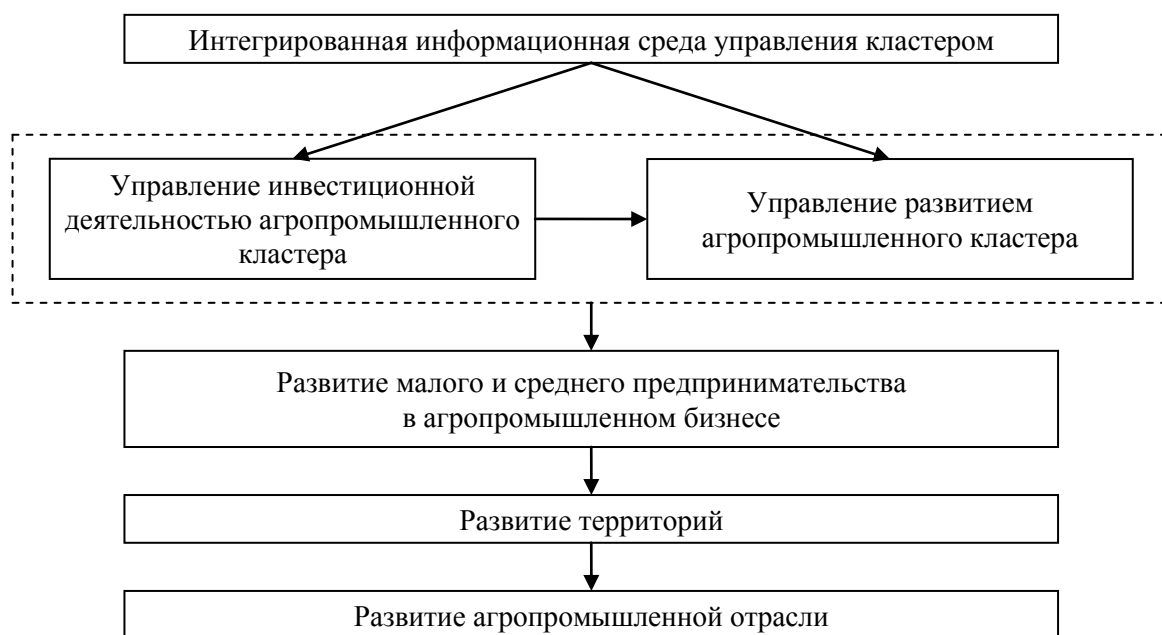 Интегрированная информационная среда управления кластером
Управление инвестиционной
деятельностью агропромышленного
кластера
Управление развитием
агропромышленного кластера
Развитие малого и среднего предпринимательства
в агропромышленном бизнесе
Развитие территорий
Развитие агропромышленной отрасли